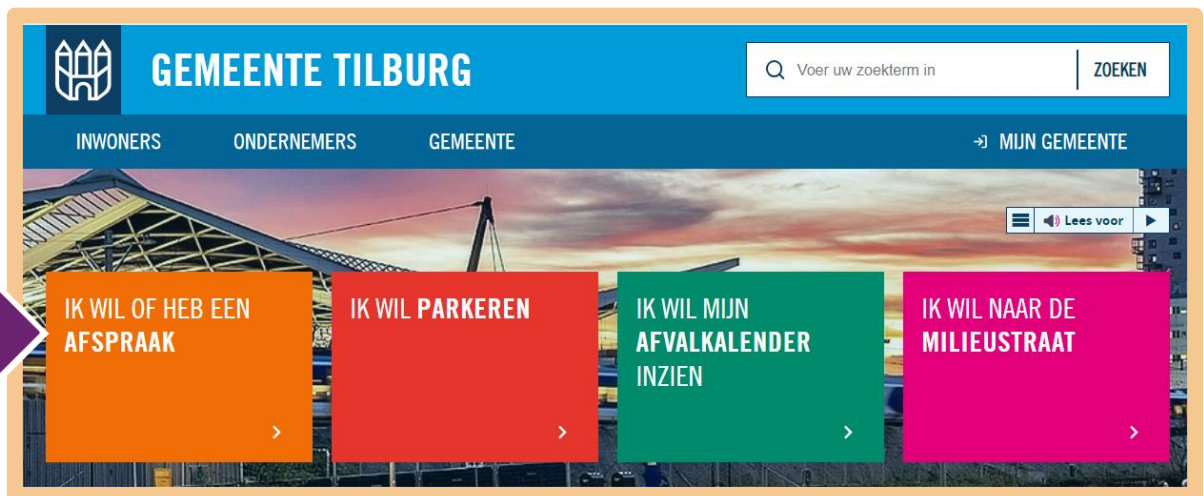 GEMEENTE TILBURG
Voer uw zoekterm in
ZOEKEN
INWONERS ONDERNEMERS GEMEENTE
MIJN GEMEENTE
Lees voor
IK WIL OF HEB EEN
AFSPRAAK
IK WIL PARKEREN
IK WIL MIJN
AFVALKALENDER
INZIEN
IK WIL NAAR DE
MILIEUSTRAAT